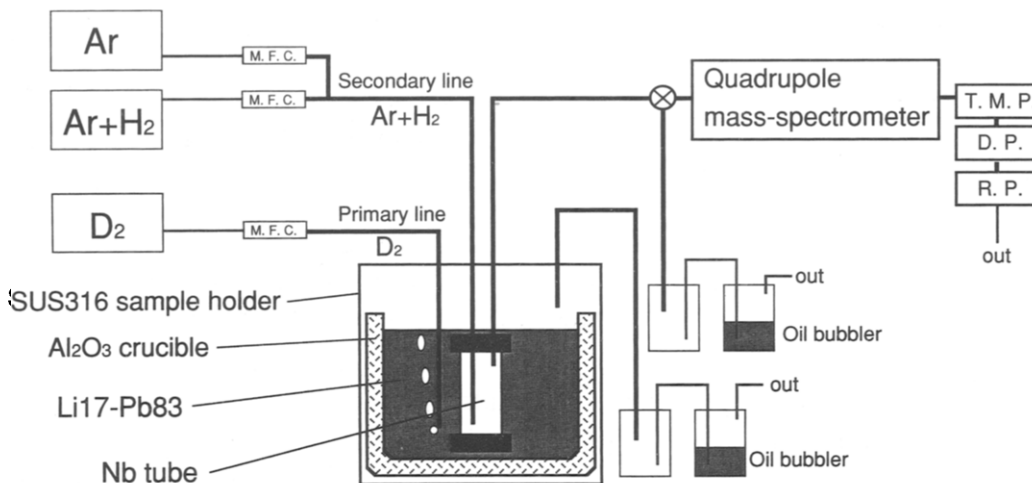 Ar
M. F. C.
Secondary line
Ar+H₂
Ar+H₂
M. F. C.
Quadrupole
mass-spectrometer
T. M. P
D. P.
R. P.
out
D₂
M. F. C.
Primary line
D₂
SUS316 sample holder
Al₂O₃ crucible
Li17-Pb83
Nb tube
out
Oil bubbler
out
Oil bubbler